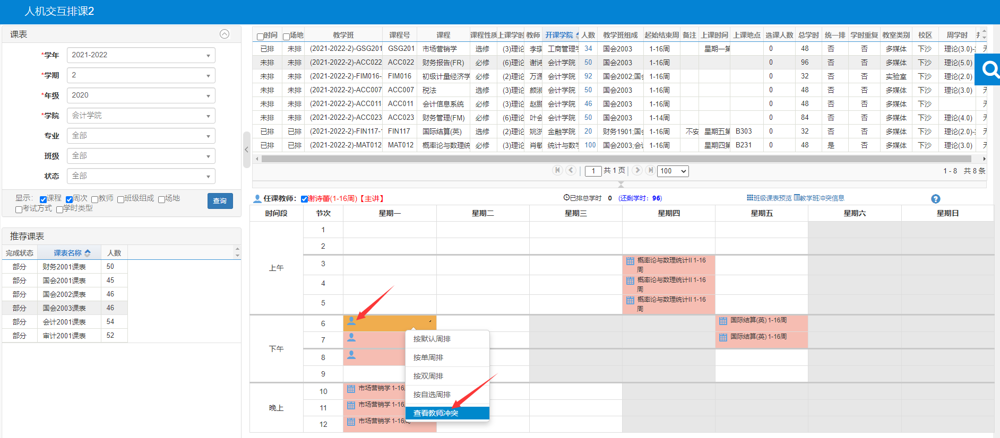 人机交互排课2
课表
*学年 2021-2022
*学期 2
*年级 2020
*学院 会计学院
专业 全部
班级 全部
状态 全部
显示: 课程 周次 教师 班级组成 场地
考试方式 学时类型
查询
推荐课表
完成状态 课表名称 人数
部分 财务2001课表 50
部分 国会2001课表 45
部分 国会2002课表 46
部分 国会2003课表 46
部分 会计2001课表 54
部分 审计2001课表 52
时间 场地 教学班 课程号 课程 课程性质 上课学时 教师 开课学院 人数 教学班组成 起始结束周 备注 上课时间 上课地点 选课人数 总学时 统一排 学时重复 教室类别 校区 周学时
已排 未排 (2021-2022-2)-GSG201 GSG201 市场营销学 选修 (3)理论 李琪 工商管理学 34 国会2003 1-16周 星期一第 0 48 否 否 多媒体 下沙 理论(3.0)-
未排 未排 (2021-2022-2)-ACC022 ACC022 财务报告(FR) 必修 (6)理论 谢诗 会计学院 50 国会2003 1-16周 0 96 否 否 多媒体 下沙 理论(5.0)
未排 未排 (2021-2022-2)-FIM016- FIM016 初级计量经济学 必修 (2)理论 万源 会计学院 92 国会2002;国会 1-16周 0 32 否 否 实验室 下沙 理论(2.0)
未排 未排 (2021-2022-2)-ACC007 ACC007 税法 选修 (3)理论 颜淑 会计学院 50 国会2003 1-16周 0 48 否 否 多媒体 下沙 理论(3.0)
未排 未排 (2021-2022-2)-ACC011- ACC011 会计信息系统 必修 (3)理论 赵鹏 会计学院 46 国会2003 1-16周 0 48 否 否 多媒体 下沙
未排 未排 (2021-2022-2)-ACC023 ACC023 财务管理(FM) 必修 (6)理论 叶会 会计学院 50 国会2003 1-14周 0 84 否 否 多媒体 下沙 理论(4.0)
已排 已排 (2021-2022-2)-FIN117-1 FIN117 国际结算(英) 选修 (2)理论 姚浙 金融学院 20 财务1901;国会 1-16周 不安 星期五第 B303 0 32 否 否 多媒体 下沙 理论(2.0)-
已排 已排 (2021-2022-2)-MAT012- MAT012 概率论与数理统 必修 (3)理论 肖敏 统计与数学 100 国会2003;会计 1-16周 星期四第 B231 0 48 是 否 多媒体 下沙 理论(3.0)
1 共 1 页 100 1 - 8 共 8 条
任课教师: 谢诗蕾(1-16周)【主讲】 已排总学时 0 (还剩学时: 96) 班级课表预览 教学班冲突信息 ?
时间段 节次 星期一 星期二 星期三 星期四 星期五 星期六 星期日
上午
1
2
3 概率论与数理统计II 1-16
周
4 概率论与数理统计II 1-16
周
5 概率论与数理统计II 1-16
周
下午
6 国际结算(英) 1-16周
7 国际结算(英) 1-16周
8
9
晚上
10 市场营销学 1-16
11 市场营销学 1-16
12 市场营销学 1-16周
按默认周排
按单周排
按双周排
按自选周排
查看教师冲突